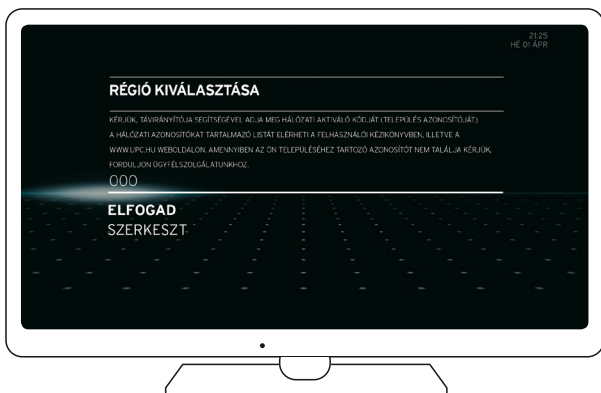 21:25
HÉ 01 ÁPR
RÉGIÓ KIVÁLASZTÁSA
KÉRJÜK, TÁVIRÁNYÍTÓJA SEGÍTSÉGÉVEL ADJA MEG HÁLÓZATI AKTIVÁLÓ KÓDJÁT (TELEPÜLÉS AZONOSÍTÓJÁT)
A HÁLÓZATI AZONOSÍTÓKAT TARTALMAZÓ LISTÁT ELÉRHETI A FELHASZNÁLÓI KÉZIKÖNYVBEN, ILLETVE A
WWW.UPC.HU WEBOLDALON. AMENNYIBEN AZ ÖN TELEPÜLÉSÉHEZ TARTOZÓ AZONOSÍTÓT NEM TALÁLJA KÉRJÜK,
FORDULJON ÜGYFÉLSZOLGÁLATUNKHOZ.
000
ELFOGAD
SZERKESZT